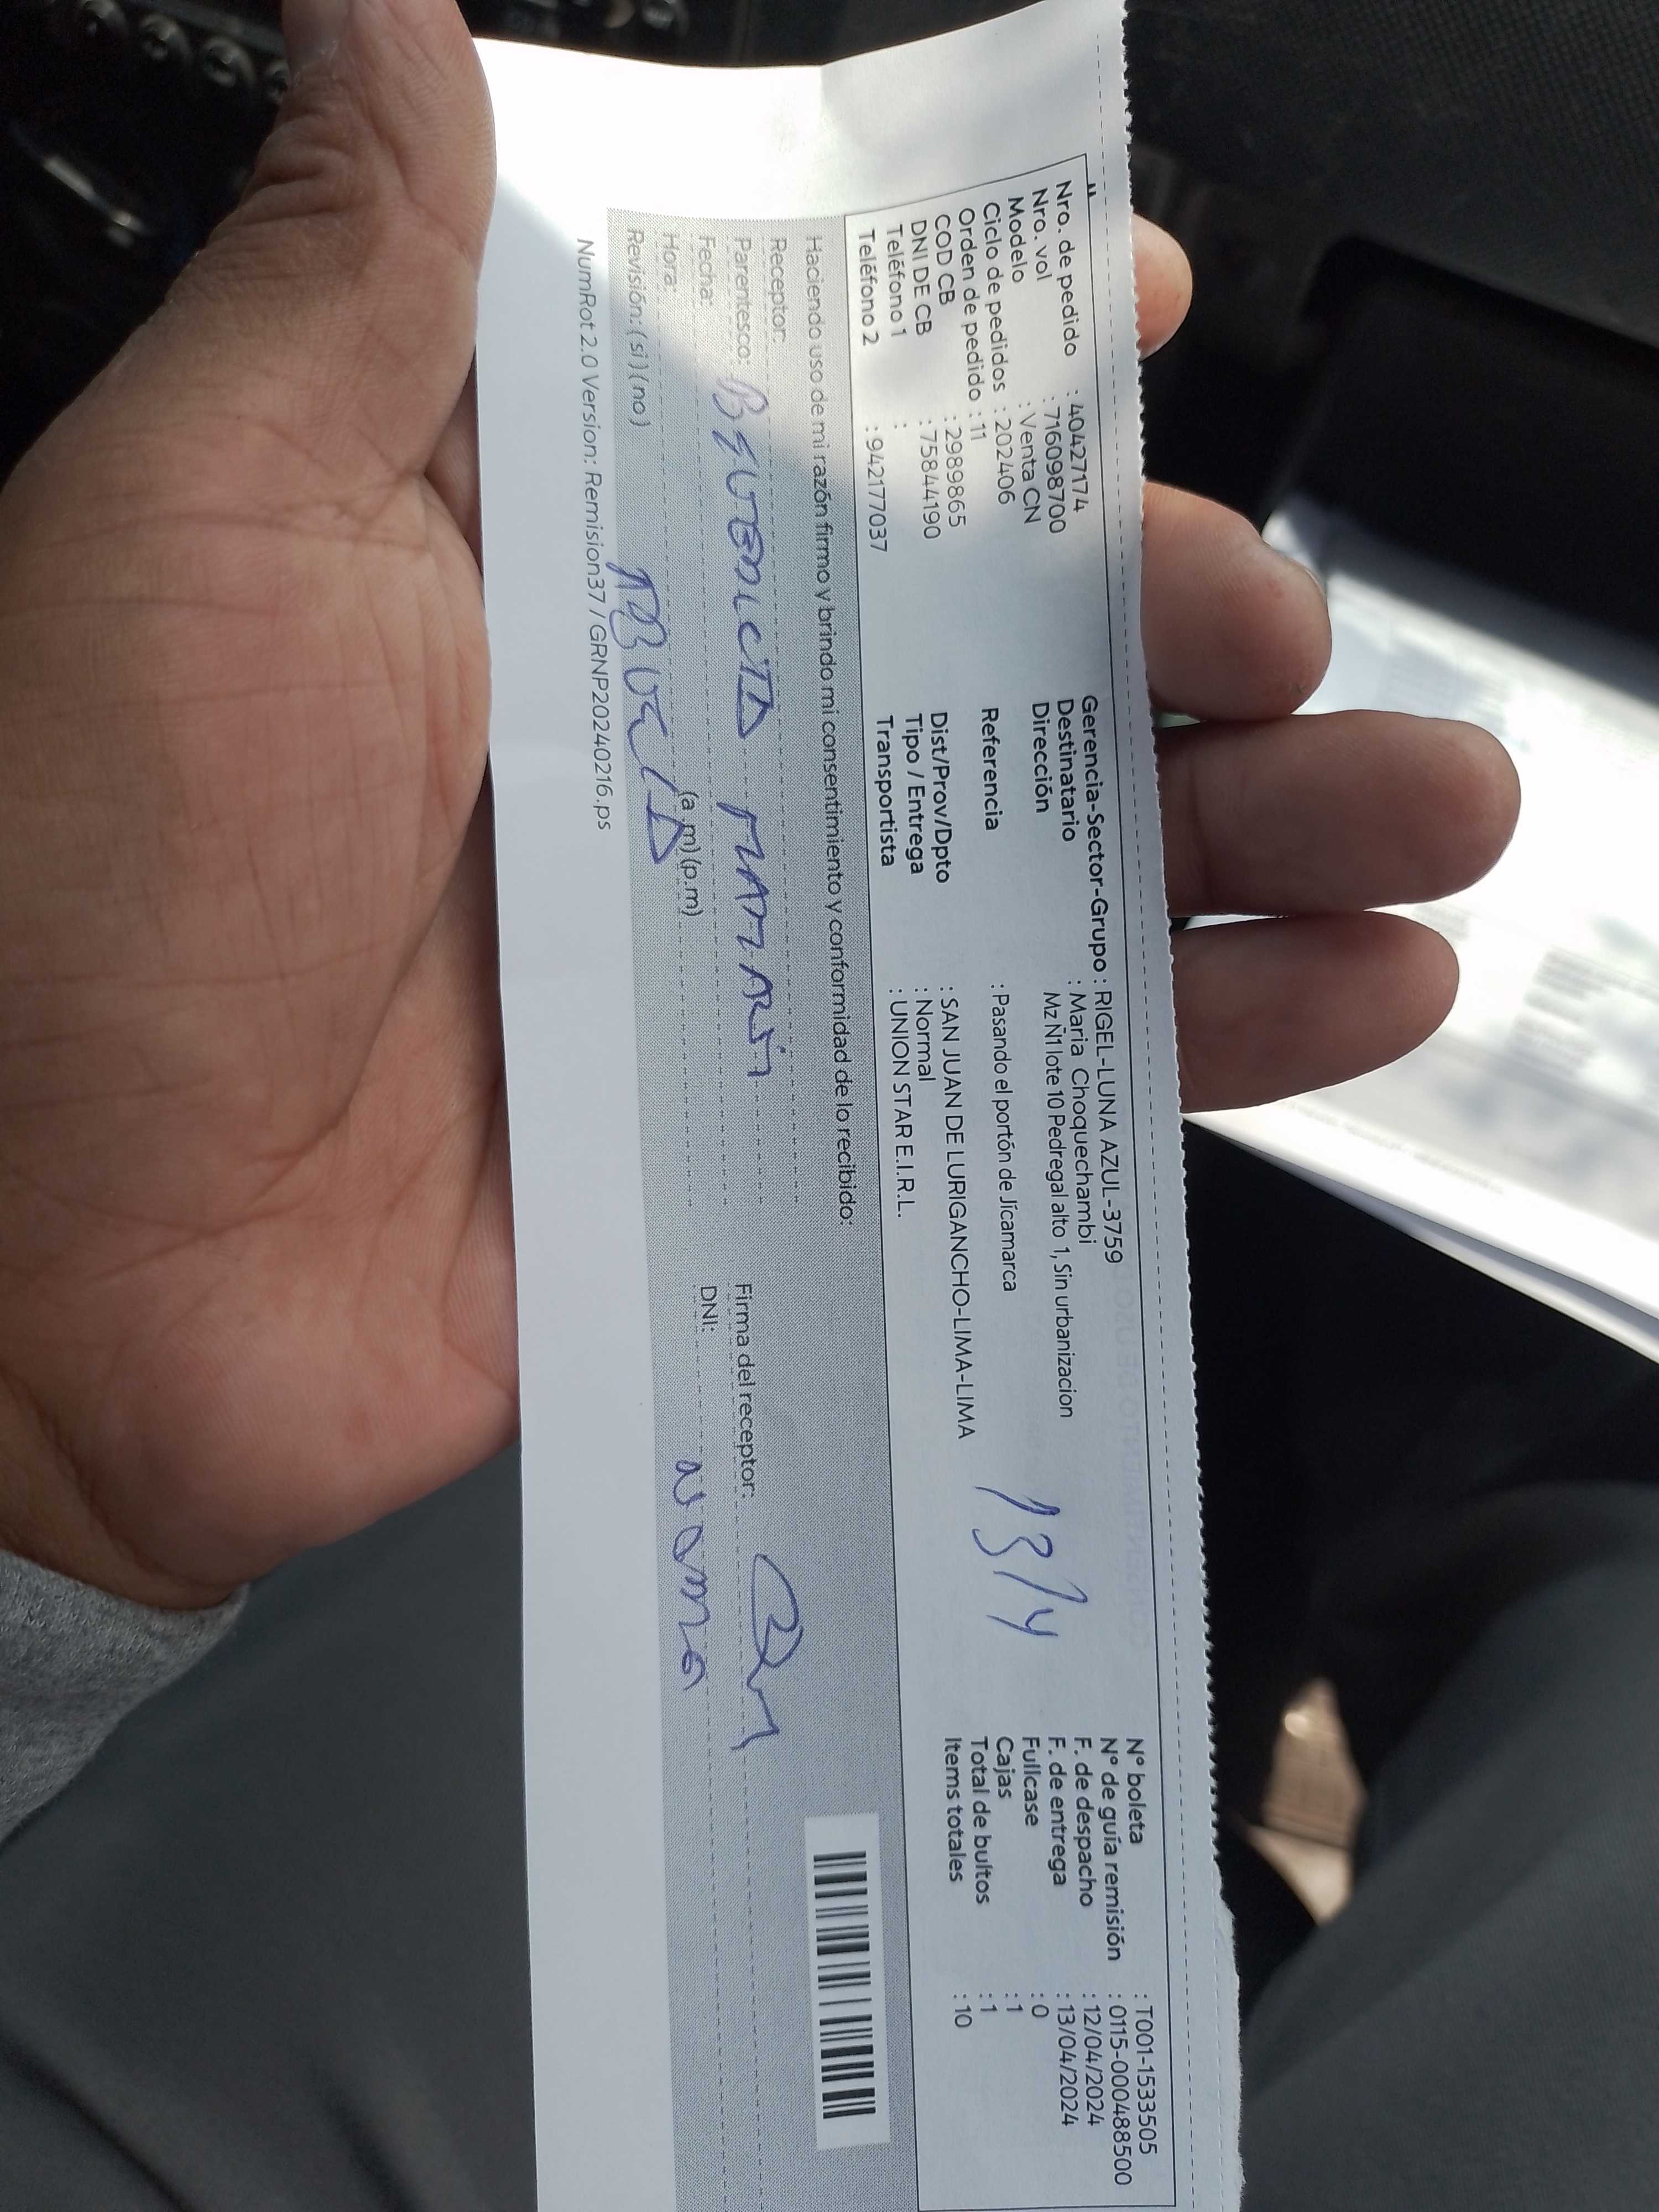 Nro. de pedido : 40427174
Nro. vol : 716098700
Modelo : Venta CN
Ciclo de pedidos : 202406
Orden de pedido : 11
COD CB : 2989865
DNI DE CB : 75844190
Teléfono 1 :
Teléfono 2 : 942177037
Gerencia-Sector-Grupo : RIGEL-LUNA AZUL-3759
Destinatario : Maria Choquechambi
Dirección Mz Ñ1 lote 10 Pedregal alto 1, Sin urbanizacion
Referencia : Pasando el portón de Jicamarca
Dist/Prov/Dpto : SAN JUAN DE LURIGANCHO-LIMA-LIMA
Tipo / Entrega : Normal
Transportista : UNION STAR E.I.R.L.
13/4
N° boleta : T001-1533505
N° de guía remisión : 0115-000488500
F. de despacho : 12/04/2024
F. de entrega : 13/04/2024
Fullcase : 0
Cajas : 1
Total de bultos : 1
Items totales : 10
Haciendo uso de mi razón firmo y brindo mi consentimiento y conformidad de lo recibido:
Receptor:
Parentesco:
Fecha:
Hora: (a.m) (p.m)
Revisión: ( si ) ( no )
ABUELA
Firma del receptor:
DNI:
NumRot 2.0 Version: Remision37 / GRNP20240216.ps